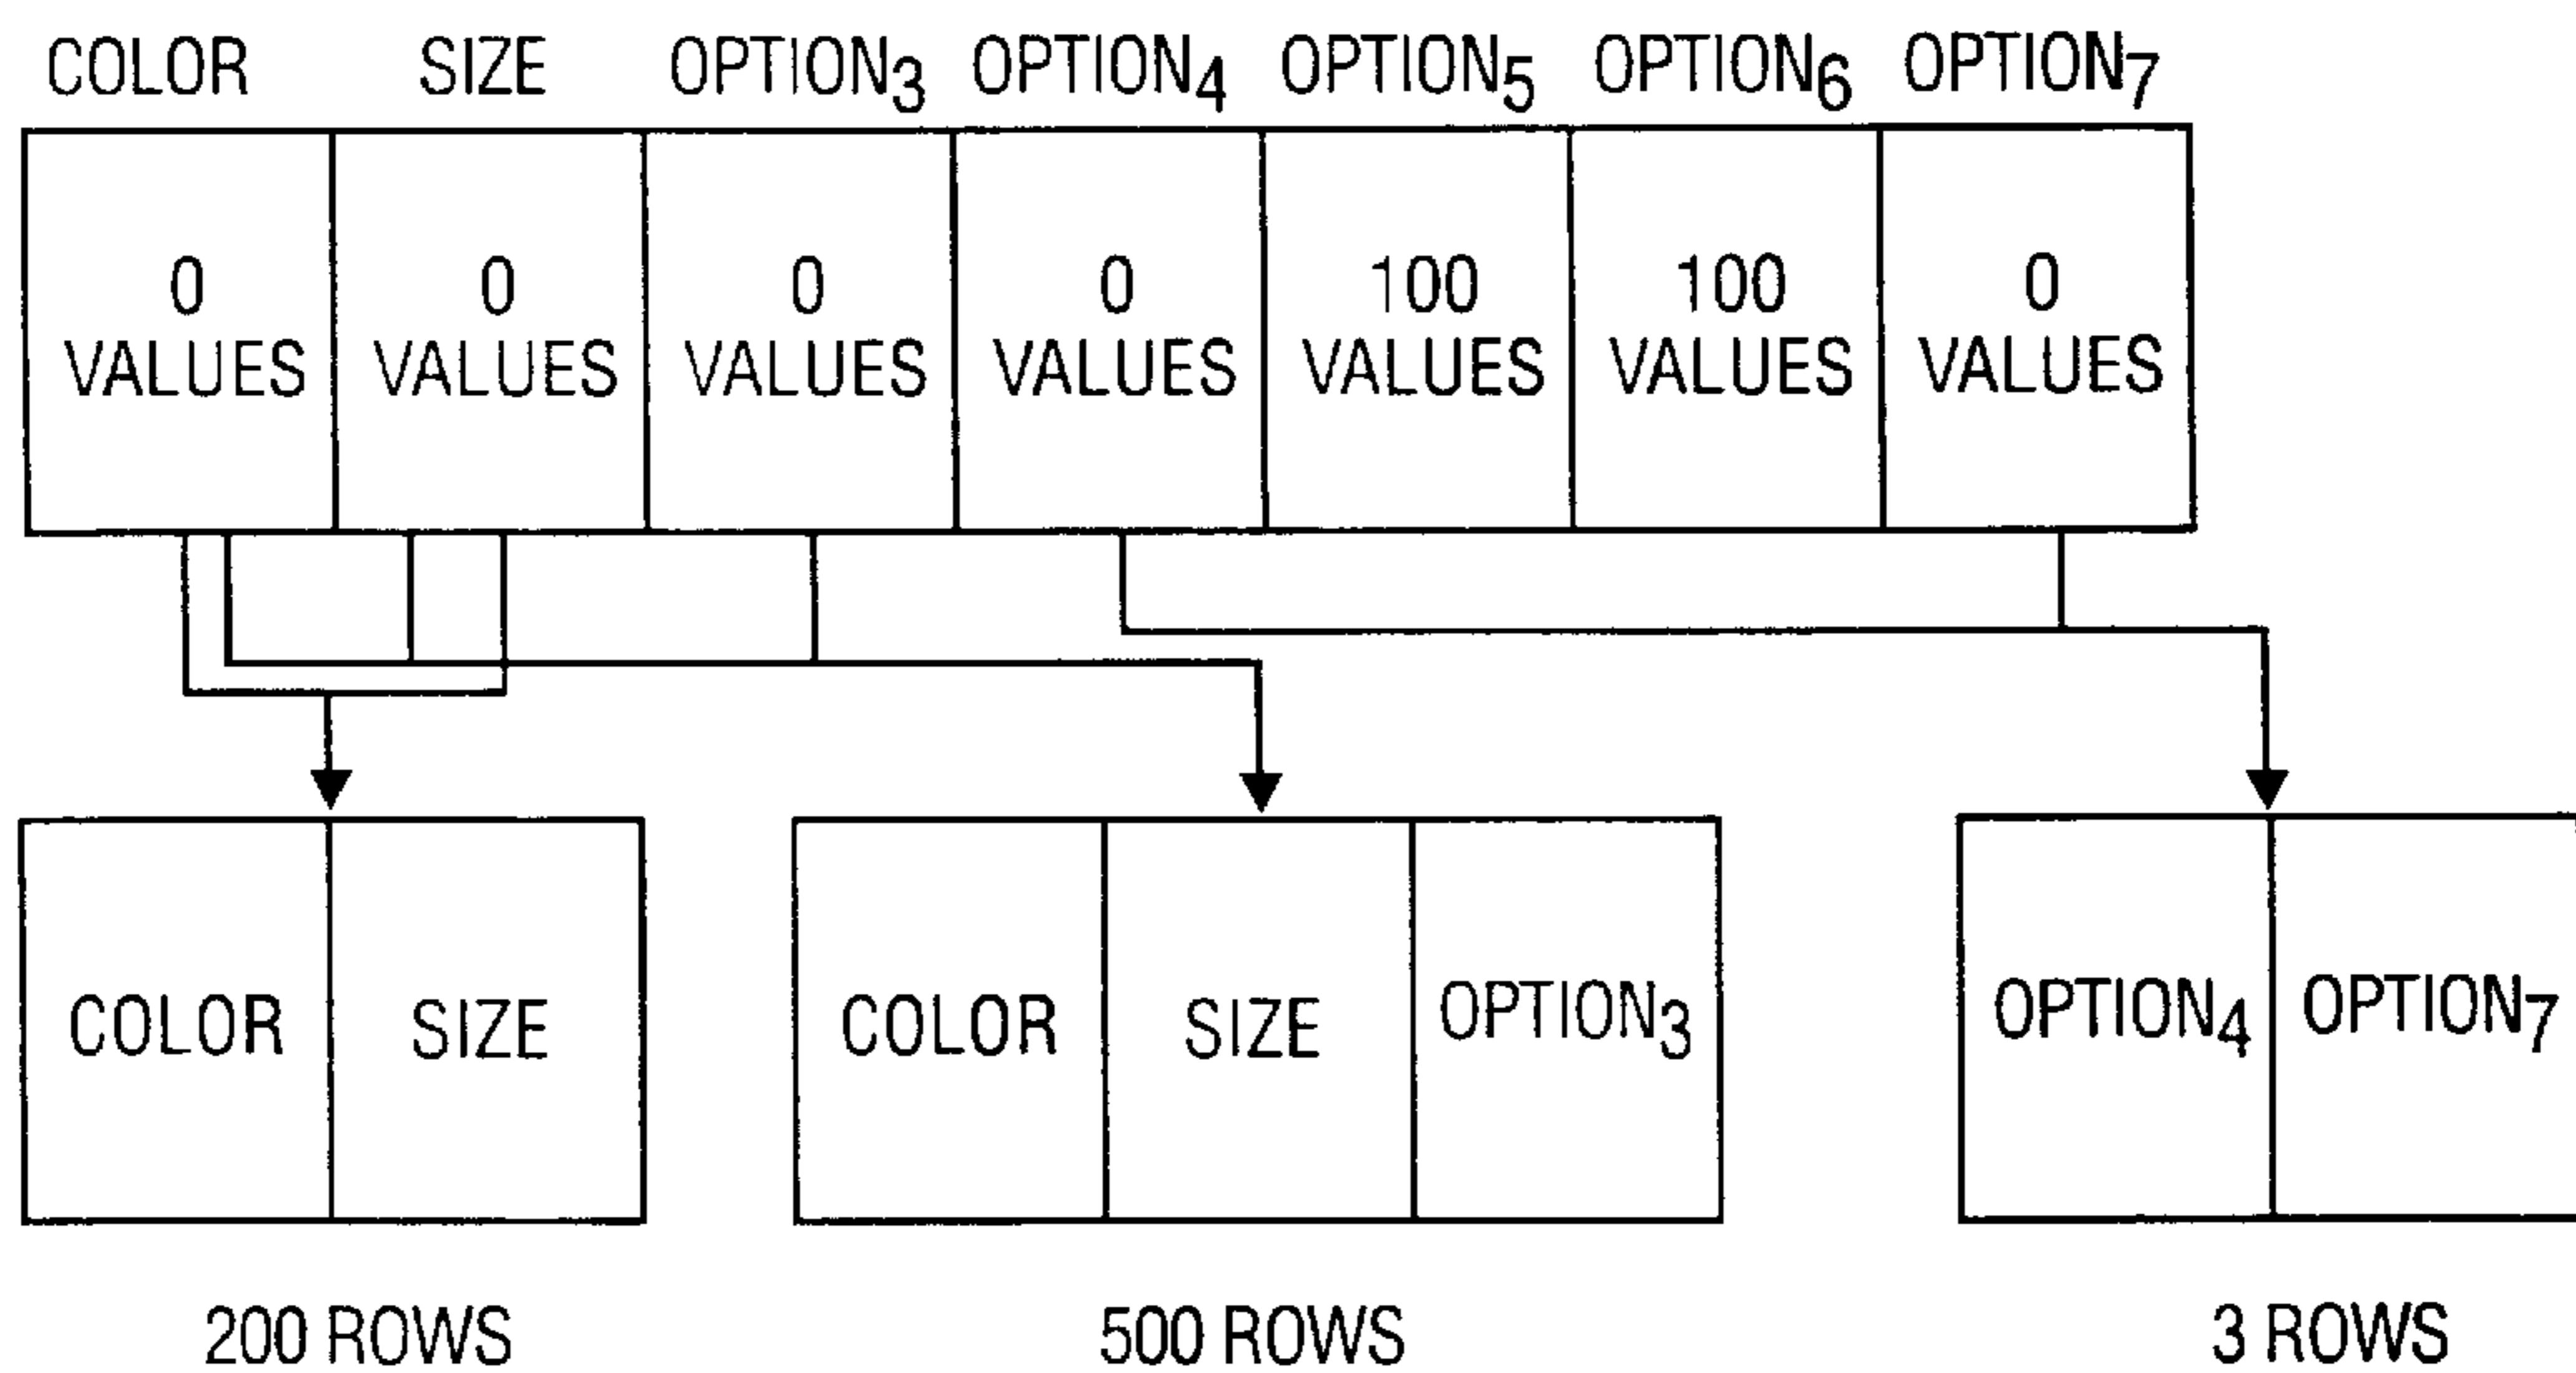 COLOR SIZE OPTION3 OPTION4 OPTION5 OPTION6 OPTION7
0 0 0 0 100 100 0
VALUES VALUES VALUES VALUES VALUES VALUES VALUES
COLOR SIZE COLOR SIZE OPTION3 OPTION4 OPTION7
200 ROWS 500 ROWS 3 ROWS